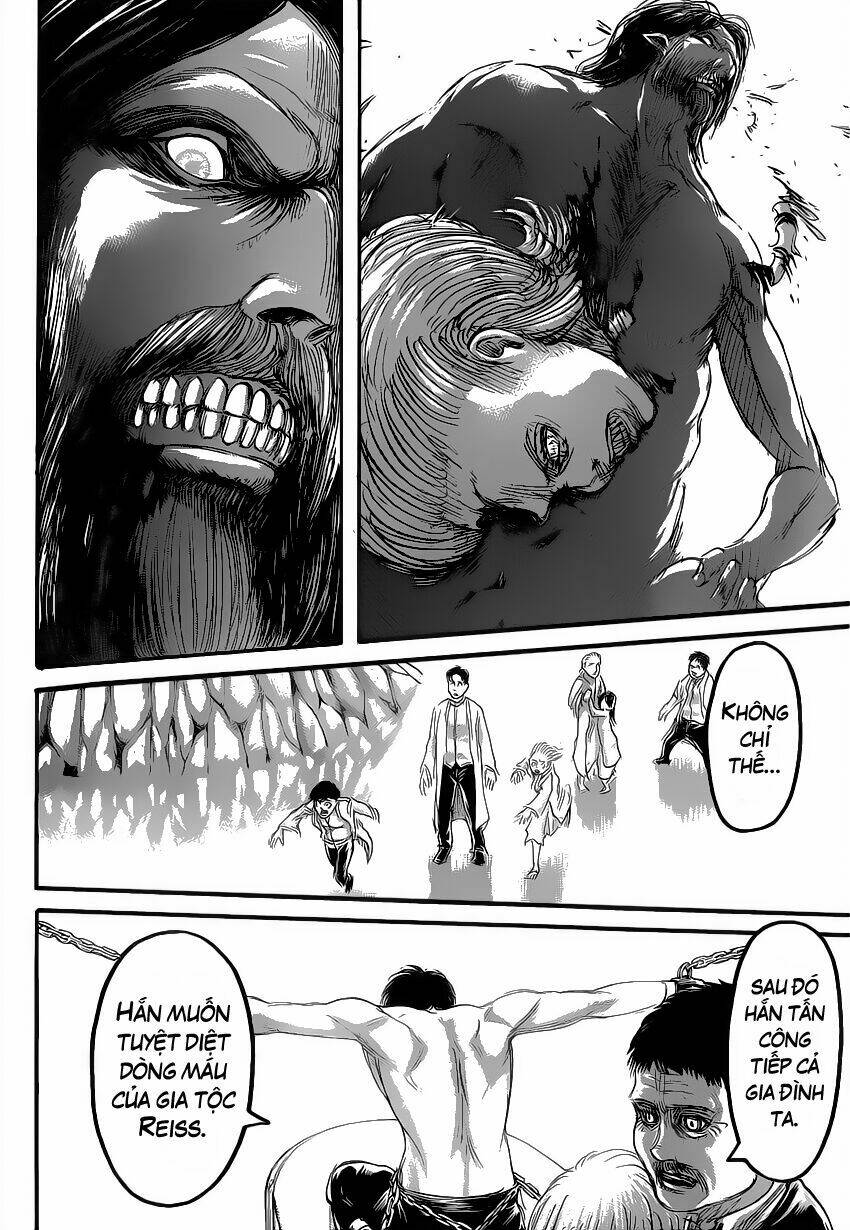 KHÔNG
CHỈ
THẾ...
SAU ĐÓ
HẮN TẤN
CÔNG
TIẾP CẢ
GIA ĐÌNH
TA.
HẮN MUỐN
TUYỆT DIỆT
DÒNG MÁU
CỦA GIA TỘC
REISS.